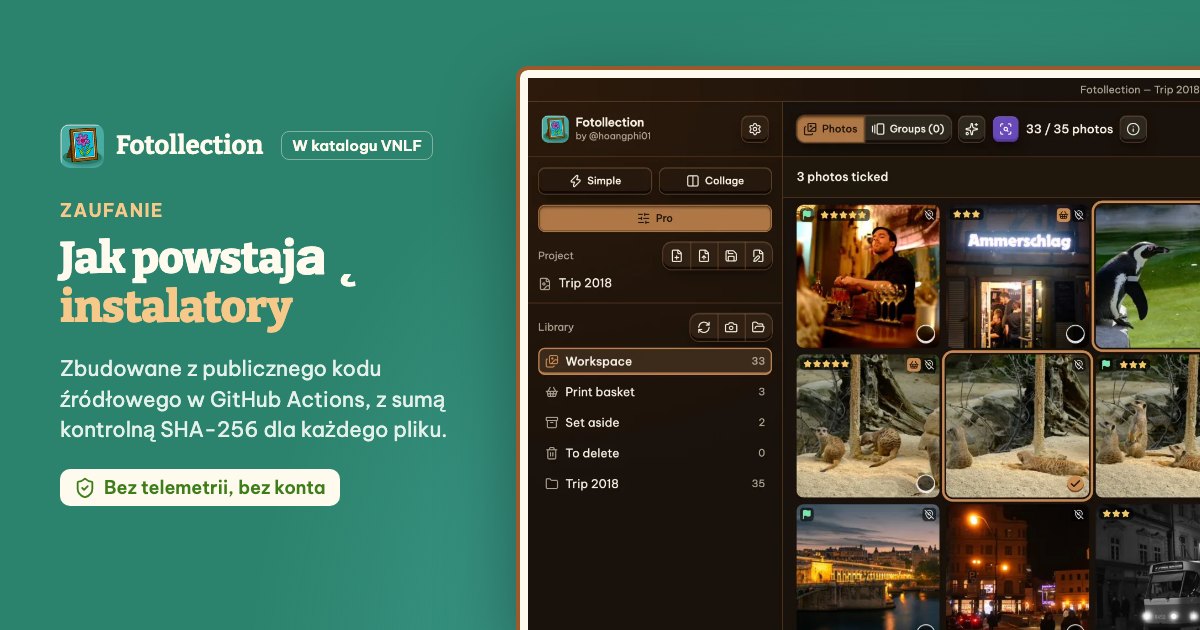 Fotollection
W katalogu VNLF
ZAUFANIE
Jak powstają
instalatory
Zbudowane z publicznego kodu
źródłowego w GitHub Actions, z sumą
kontrolną SHA-256 dla każdego pliku.
Bez telemetrii, bez konta
Fotollection — Trip 2018
Fotollection
by @hoangphi01
Simple
Collage
Pro
Project
Trip 2018
Library
Workspace 33
Print basket 3
Set aside 2
To delete 0
Trip 2018 35
Photos
Groups (0)
33 / 35 photos
3 photos ticked
Ammerschlag